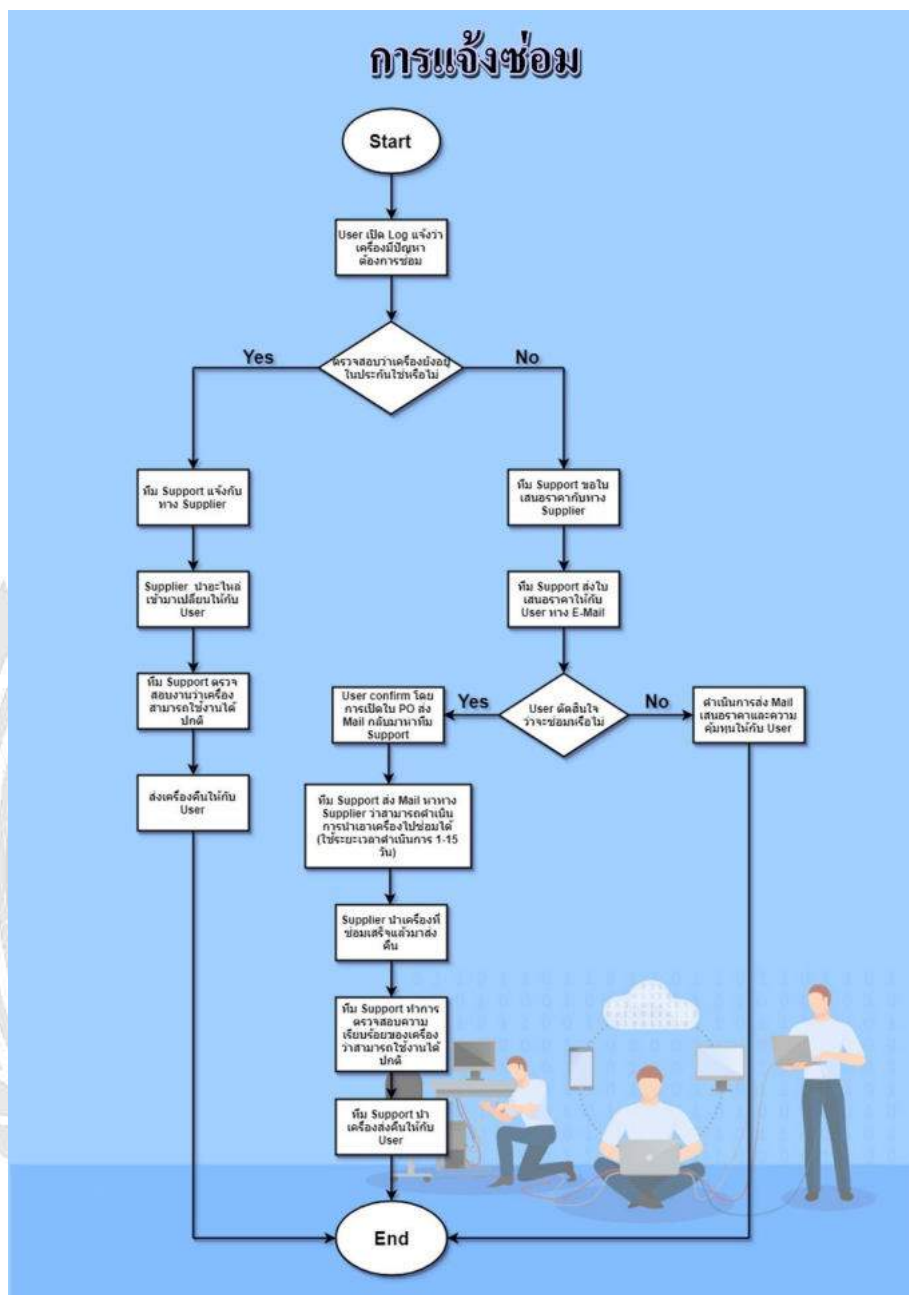 การแจ้งซ่อม
Start
User เปิด Log แจ้งว่า
เครื่องมีปัญหา
ต้องการซ่อม
Yes
ตรวจสอบว่าเครื่องยังอยู่
ในประกันใช่หรือไม่
No
ทีม Support แจ้งกับ
ทาง Supplier
Supplier นำอะไหล่
เข้ามาเปลี่ยนให้กับ
User
ทีม Support ตรวจ
สอบงานว่าเครื่อง
สามารถใช้งานได้
ปกติ
ส่งเครื่องคืนให้กับ
User
ทีม Support ขอใบ
เสนอราคากับทาง
Supplier
ทีม Support ส่งใบ
เสนอราคาให้กับ
User ทาง E-Mail
User ตัดสินใจ
ว่าจะซ่อมหรือไม่
Yes
No
User confirm โดย
การเปิดใบ PO ส่ง
Mail กลับมาหาทีม
Support
ดำเนินการส่ง Mail
เสนอราคาและความ
คุ้มทุนให้กับ User
ทีม Support ส่ง Mail หาทาง
Supplier ว่าสามารถดำเนิน
การนำเอาเครื่องไปซ่อมได้
(ใช้ระยะเวลาดำเนินการ 1-15
วัน)
Supplier นำเครื่องที่
ซ่อมเสร็จแล้วมาส่ง
คืน
ทีม Support ทำการ
ตรวจสอบความ
เรียบร้อยของเครื่อง
ว่าสามารถใช้งานได้
ปกติ
ทีม Support นำ
เครื่องส่งคืนให้กับ
User
End